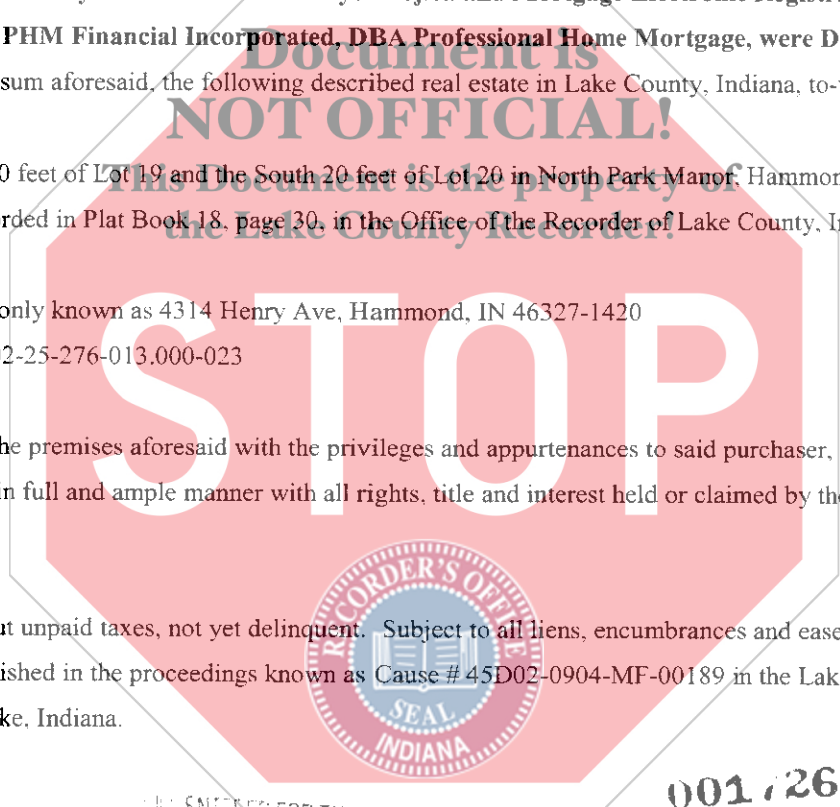 PHM Financial Incorporated, DBA Professional Home Mortgage, were D
Document is
sum aforesaid, the following described real estate in Lake County, Indiana, to-
NOT OFFICIAL!
0 feet of Lot 19 and the South 20 feet of Lot 20 in North Park Manor, Hammon
This Document is the property of
rded in Plat Book 18, page 30, in the Office of the Recorder of Lake County, I
the Lake County Recorder!
only known as 4314 Henry Ave, Hammond, IN 46327-1420
2-25-276-013.000-023
STOP
he premises aforesaid with the privileges and appurtenances to said purchaser,
in full and ample manner with all rights, title and interest held or claimed by the
RECORDER'S OFFICE
ut unpaid taxes, not yet delinquent. Subject to all liens, encumbrances and ease
ished in the proceedings known as Cause # 45D02-0904-MF-00189 in the Lak
SEAL
ke, Indiana.
INDIANA